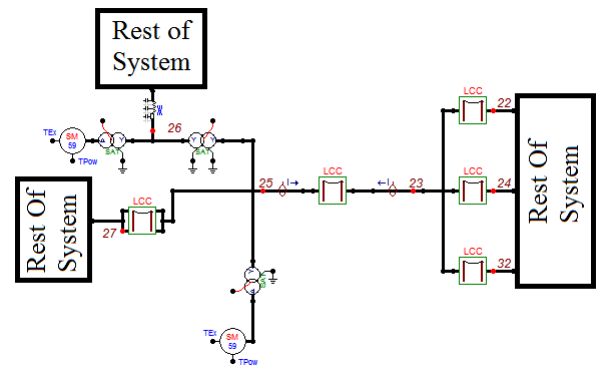 Rest of
System
TEx
SM
59
TPow
SAT
Y
Y
SAT
26
Rest Of
System
27
LCC
25
I
LCC
I
23
LCC
22
LCC
24
LCC
32
Rest Of
System
Y
SAT
TEx
SM
59
TPow